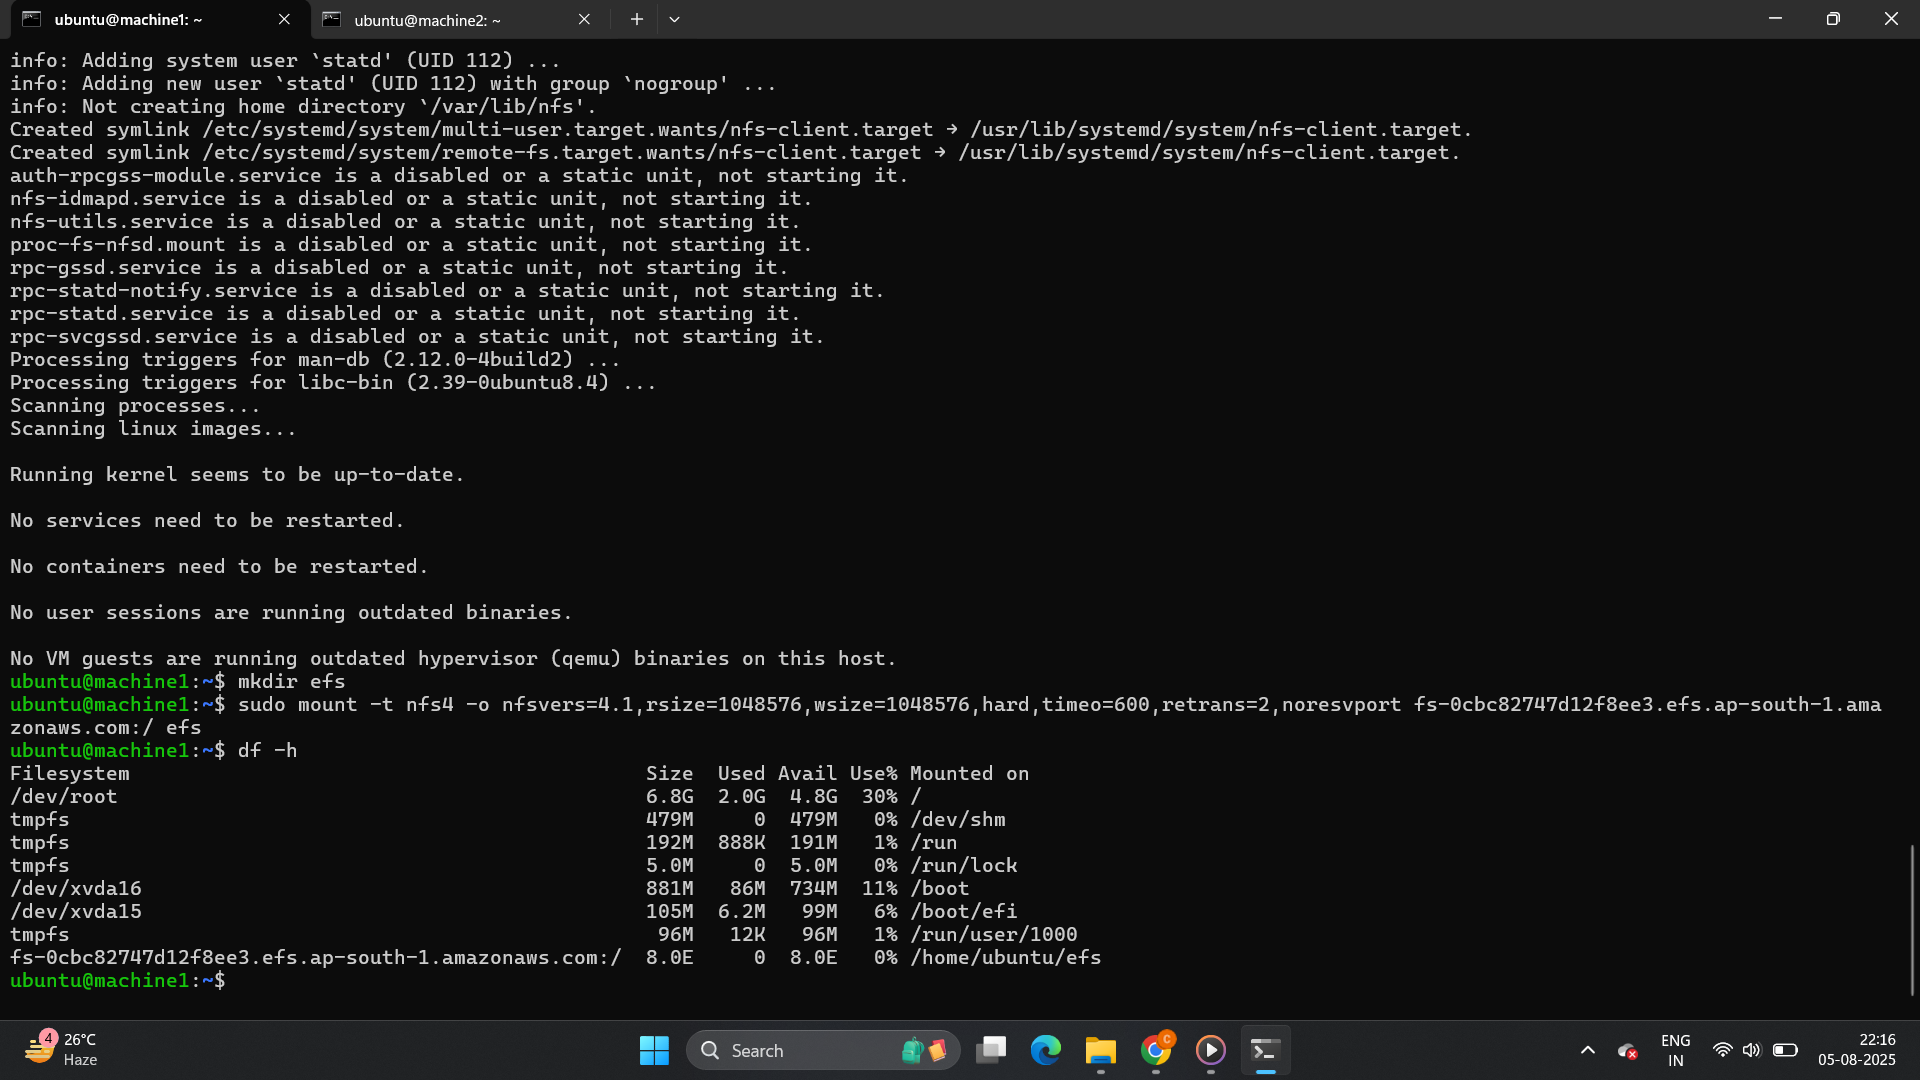 ubuntu@machine1: ~
ubuntu@machine2: ~
info: Adding system user `statd' (UID 112) ...
info: Adding new user `statd' (UID 112) with group `nogroup' ...
info: Not creating home directory `/var/lib/nfs'.
Created symlink /etc/systemd/system/multi-user.target.wants/nfs-client.target → /usr/lib/systemd/system/nfs-client.target.
Created symlink /etc/systemd/system/remote-fs.target.wants/nfs-client.target → /usr/lib/systemd/system/nfs-client.target.
auth-rpcgss-module.service is a disabled or a static unit, not starting it.
nfs-idmapd.service is a disabled or a static unit, not starting it.
nfs-utils.service is a disabled or a static unit, not starting it.
proc-fs-nfsd.mount is a disabled or a static unit, not starting it.
rpc-gssd.service is a disabled or a static unit, not starting it.
rpc-statd-notify.service is a disabled or a static unit, not starting it.
rpc-statd.service is a disabled or a static unit, not starting it.
rpc-svcgssd.service is a disabled or a static unit, not starting it.
Processing triggers for man-db (2.12.0-4build2) ...
Processing triggers for libc-bin (2.39-0ubuntu8.4) ...
Scanning processes...
Scanning linux images...
Running kernel seems to be up-to-date.
No services need to be restarted.
No containers need to be restarted.
No user sessions are running outdated binaries.
No VM guests are running outdated hypervisor (qemu) binaries on this host.
ubuntu@machine1:~$ mkdir efs
ubuntu@machine1:~$ sudo mount -t nfs4 -o nfsvers=4.1,rsize=1048576,wsize=1048576,hard,timeo=600,retrans=2,noresvport fs-0cbc82747d12f8ee3.efs.ap-south-1.ama
zonaws.com:/ efs
ubuntu@machine1:~$ df -h
Filesystem Size Used Avail Use% Mounted on
/dev/root 6.8G 2.0G 4.8G 30% /
tmpfs 479M 0 479M 0% /dev/shm
tmpfs 192M 888K 191M 1% /run
tmpfs 5.0M 0 5.0M 0% /run/lock
/dev/xvda16 881M 86M 734M 11% /boot
/dev/xvda15 105M 6.2M 99M 6% /boot/efi
tmpfs 96M 12K 96M 1% /run/user/1000
fs-0cbc82747d12f8ee3.efs.ap-south-1.amazonaws.com:/ 8.0E 0 8.0E 0% /home/ubuntu/efs
ubuntu@machine1:~$
4
26°C
Haze
Search
C
ENG
IN
22:16
05-08-2025